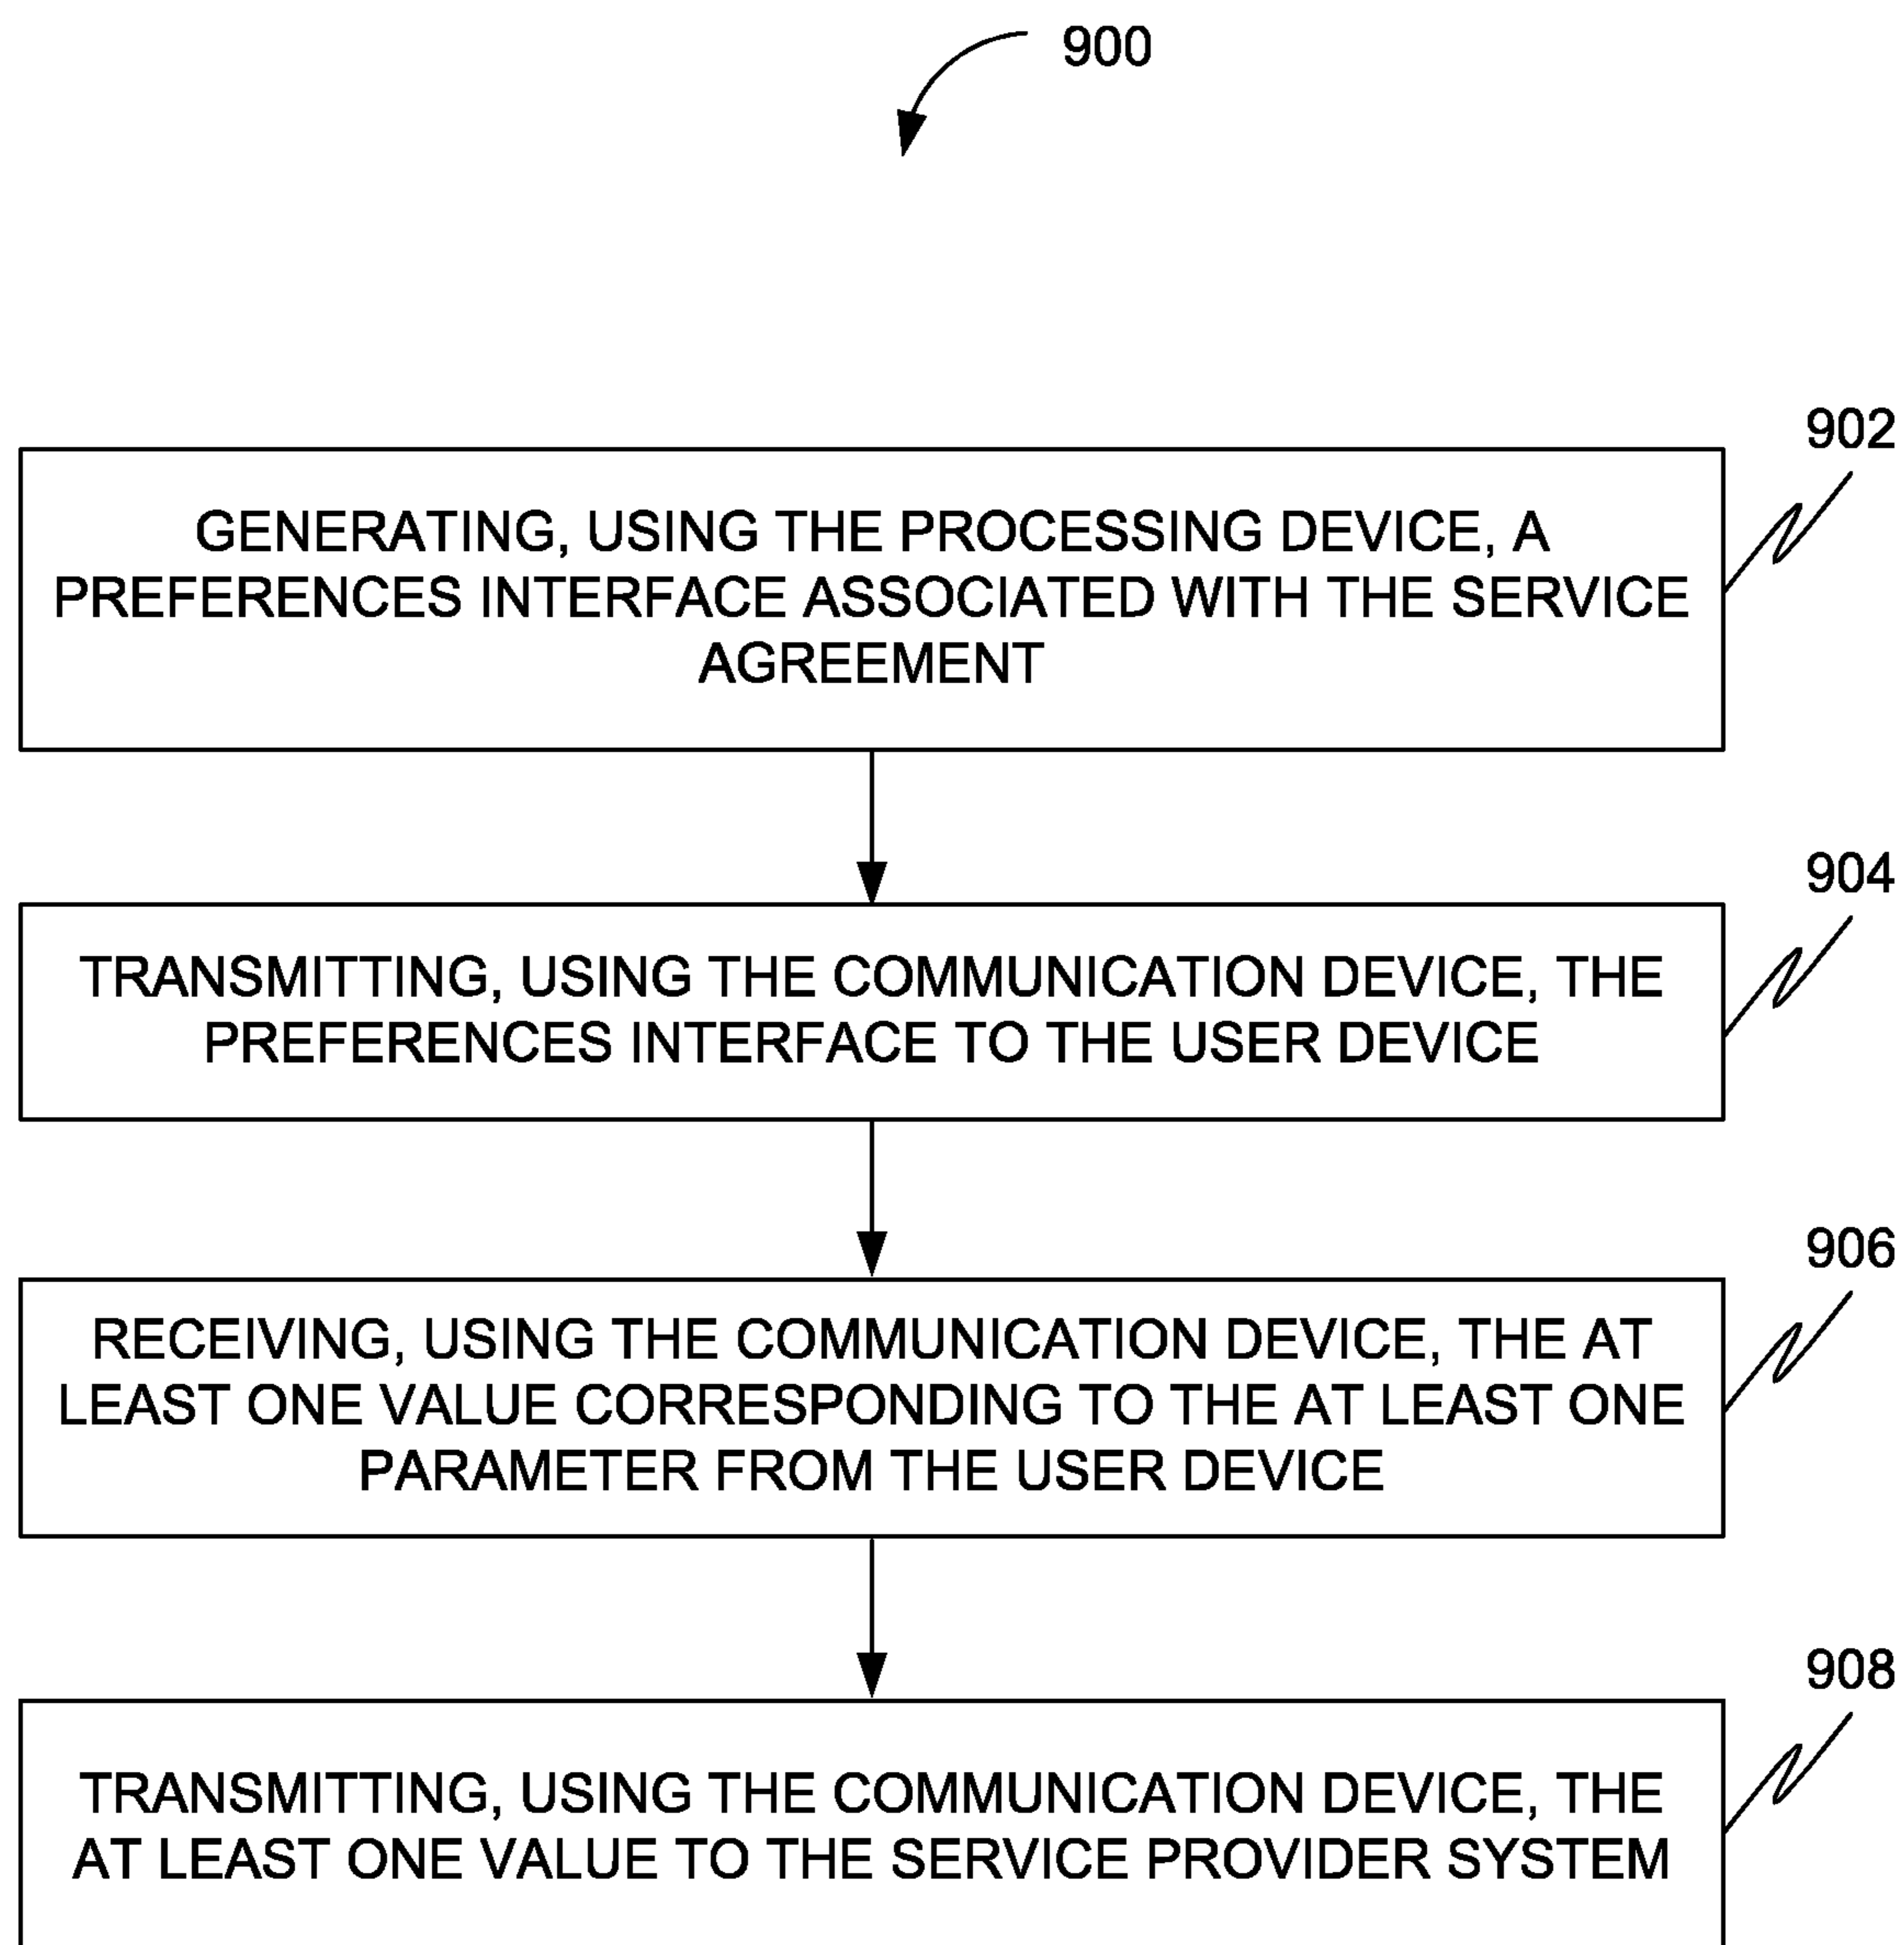 900
902
GENERATING, USING THE PROCESSING DEVICE, A
PREFERENCES INTERFACE ASSOCIATED WITH THE SERVICE
AGREEMENT
904
TRANSMITTING, USING THE COMMUNICATION DEVICE, THE
PREFERENCES INTERFACE TO THE USER DEVICE
906
RECEIVING, USING THE COMMUNICATION DEVICE, THE AT
LEAST ONE VALUE CORRESPONDING TO THE AT LEAST ONE
PARAMETER FROM THE USER DEVICE
908
TRANSMITTING, USING THE COMMUNICATION DEVICE, THE
AT LEAST ONE VALUE TO THE SERVICE PROVIDER SYSTEM